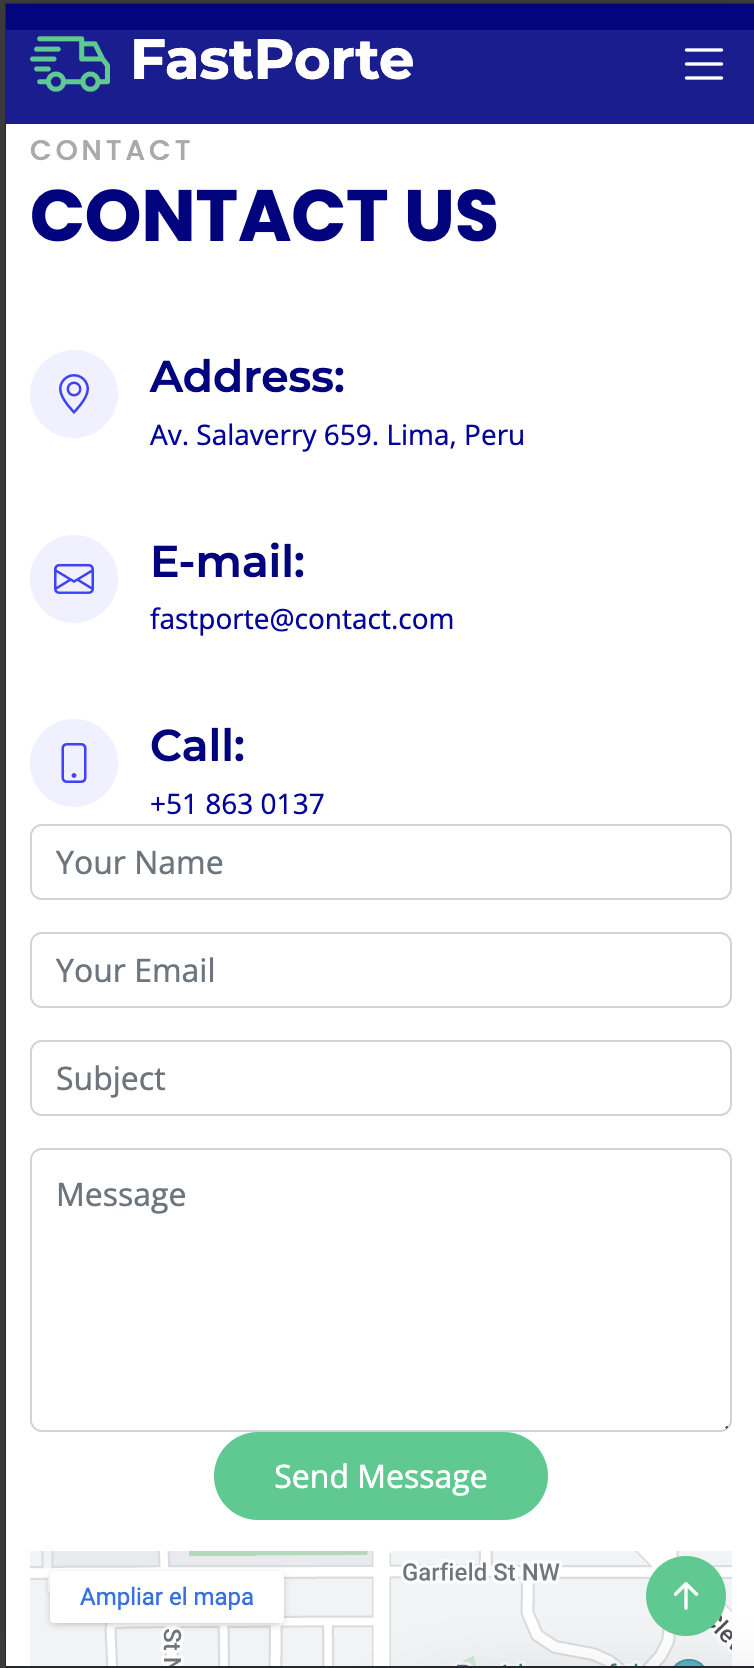 FastPorte
CONTACT
CONTACT US
Address:
Av. Salaverry 659. Lima, Peru
E-mail:
fastporte@contact.com
Call:
+51 863 0137
Your Name
Your Email
Subject
Message
Send Message
Garfield St NW
Ampliar el mapa
St N